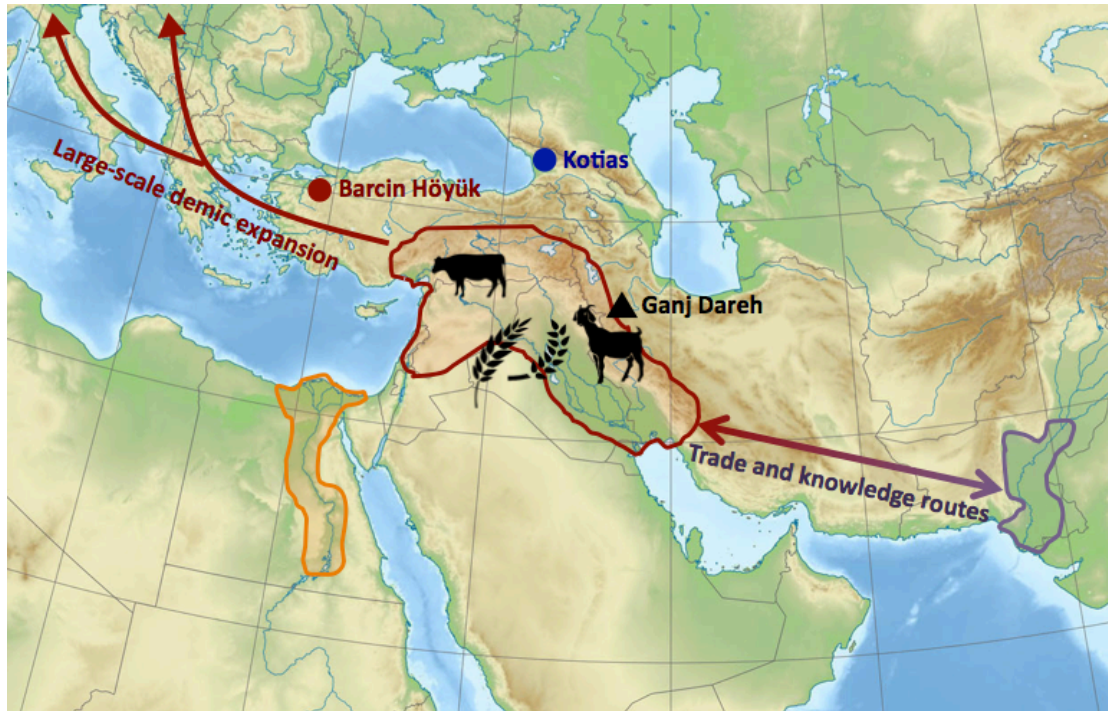 Kotias
Barcin Höyük
Large-scale demic expansion
Ganj Dareh
Trade and knowledge routes